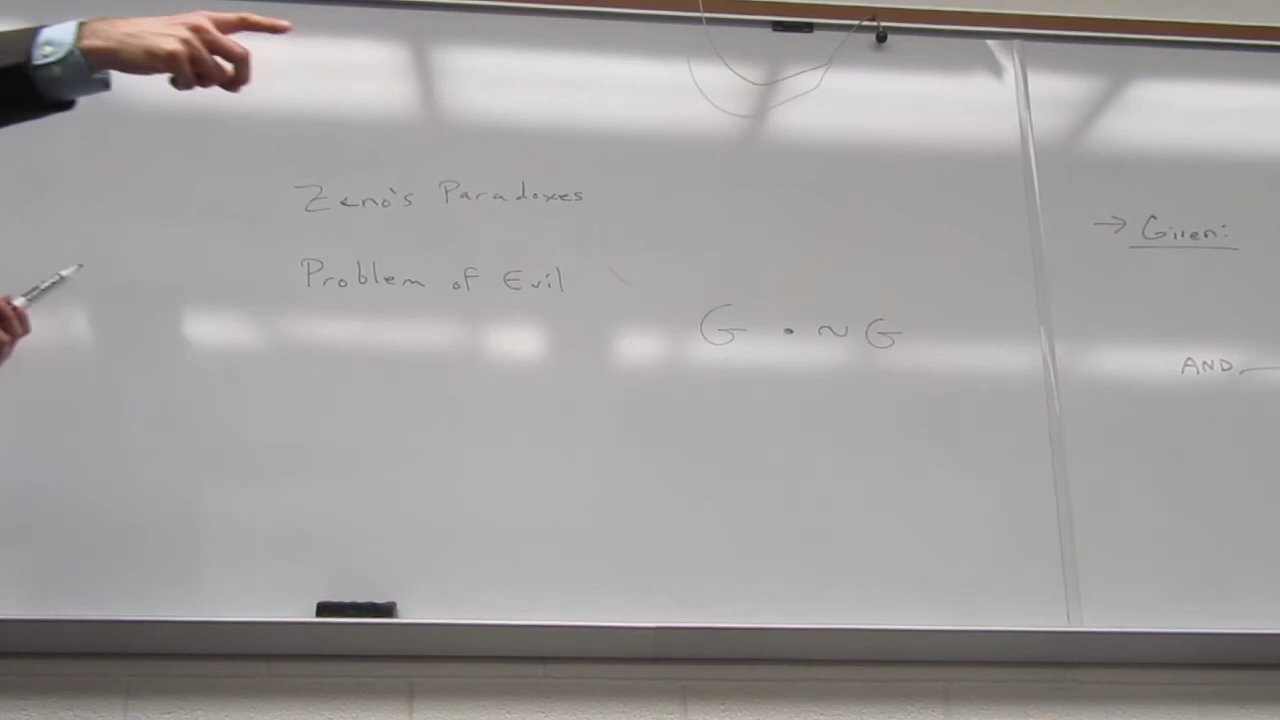 Zeno's Paradoxes
Problem of Evil
G • ~ G
→ Given:
AND